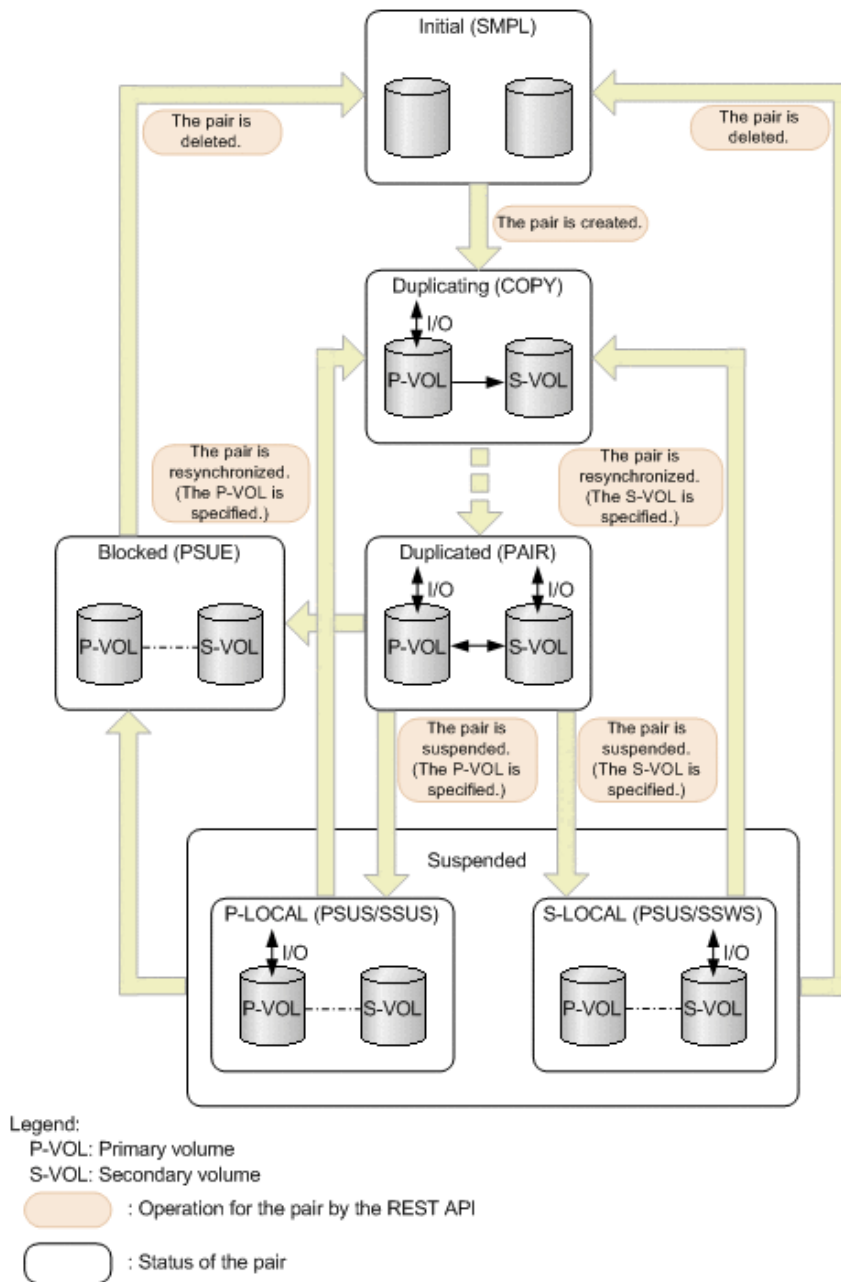 Initial (SMPL)
The pair is
deleted.
The pair is
deleted.
The pair is created.
Duplicating (COPY)
I/O
P-VOL
S-VOL
The pair is
resynchronized.
(The P-VOL is
specified.)
The pair is
resynchronized.
(The S-VOL is
specified.)
Blocked (PSUE)
P-VOL
S-VOL
Duplicated (PAIR)
I/O
I/O
P-VOL
S-VOL
The pair is
suspended.
(The P-VOL is
specified.)
The pair is
suspended.
(The S-VOL is
specified.)
Suspended
P-LOCAL (PSUS/SSUS)
I/O
P-VOL
S-VOL
S-LOCAL (PSUS/SSWS)
I/O
P-VOL
S-VOL
Legend:
P-VOL: Primary volume
S-VOL: Secondary volume
: Operation for the pair by the REST API
: Status of the pair